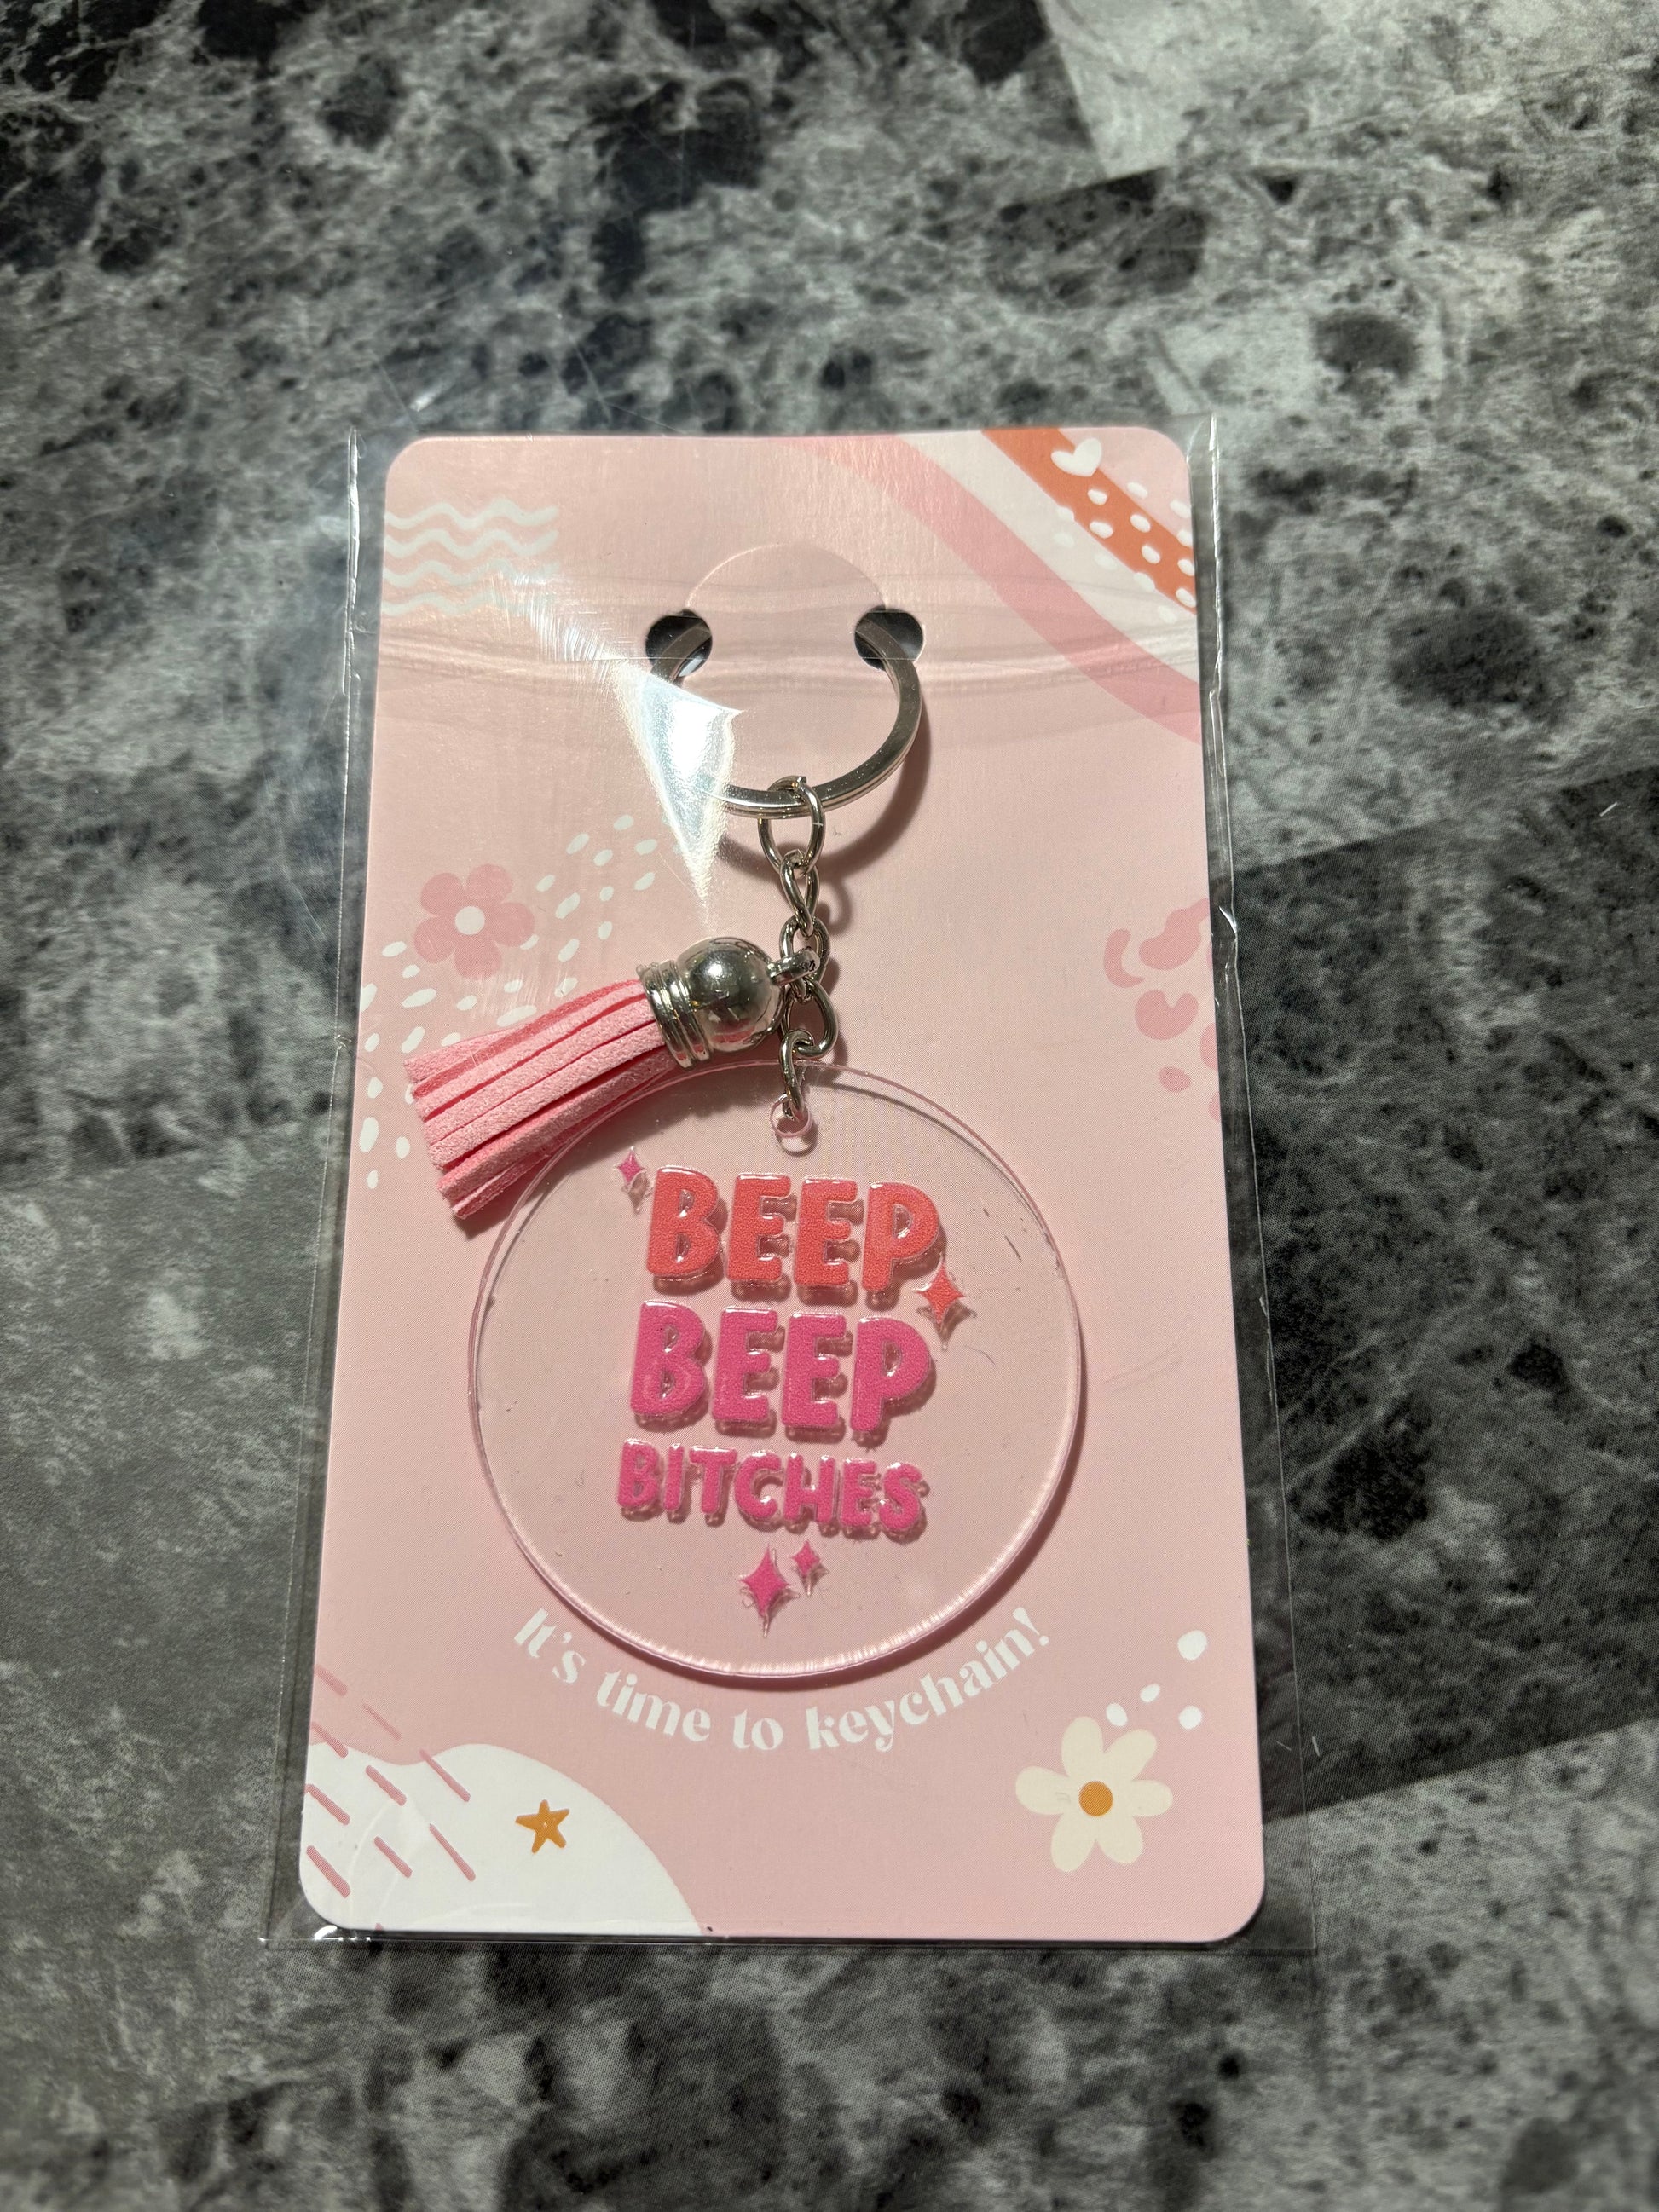 BEEP
BEEP
BITCHES
It's time to keychain!